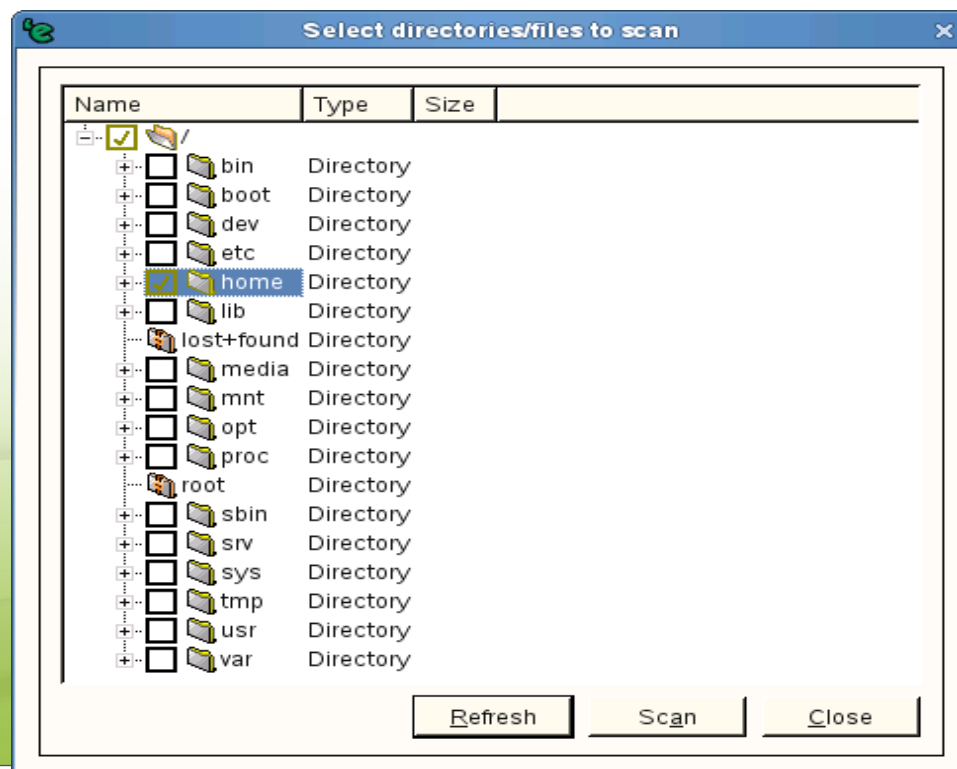 Select directories/files to scan
Name Type Size
/
bin Directory
boot Directory
dev Directory
etc Directory
home Directory
lib Directory
lost+found Directory
media Directory
mnt Directory
opt Directory
proc Directory
root Directory
sbin Directory
srv Directory
sys Directory
tmp Directory
usr Directory
var Directory
Refresh Scan Close